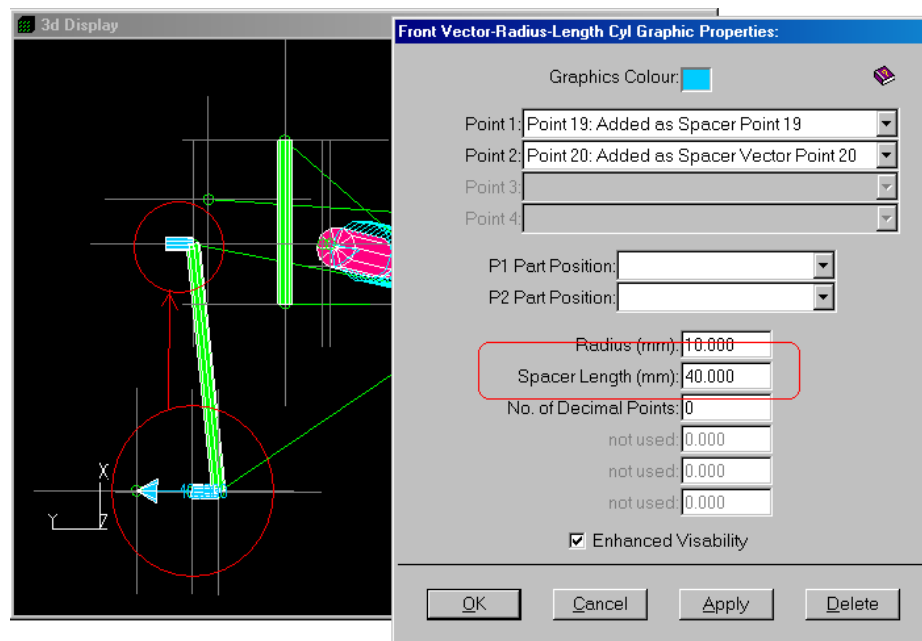 3d Display
X
Y
Z
Front Vector-Radius-Length Cyl Graphic Properties:
Graphics Colour:
Point 1: Point 19: Added as Spacer Point 19
Point 2: Point 20: Added as Spacer Vector Point 20
Point 3:
Point 4:
P1 Part Position:
P2 Part Position:
Radius (mm): 10.000
Spacer Length (mm): 40.000
No. of Decimal Points: 0
not used: 0.000
not used: 0.000
not used: 0.000
Enhanced Visability
OK Cancel Apply Delete